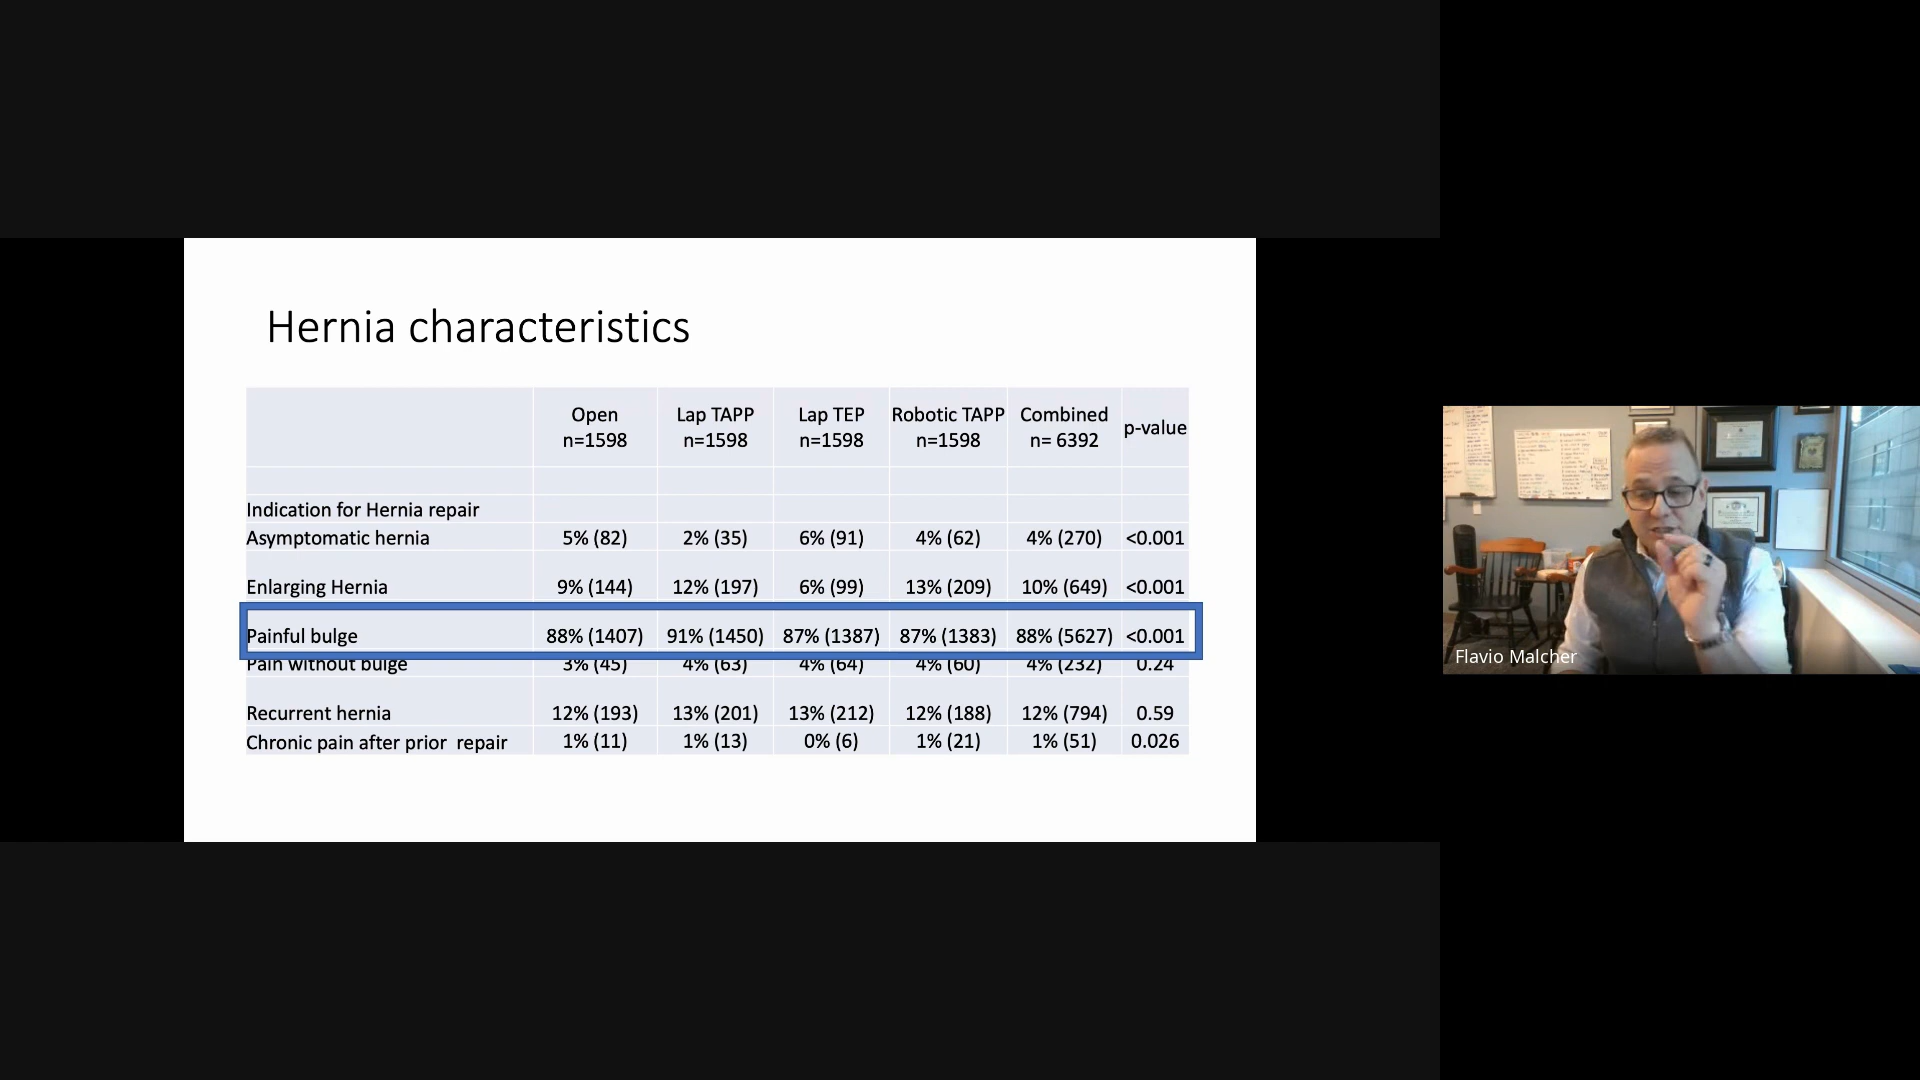 Hernia characteristics
Open Lap TAPP Lap TEP Robotic TAPP Combined p-value
n=1598 n=1598 n=1598 n=1598 n= 6392
Indication for Hernia repair
Asymptomatic hernia 5% (82) 2% (35) 6% (91) 4% (62) 4% (270) <0.001
Enlarging Hernia 9% (144) 12% (197) 6% (99) 13% (209) 10% (649) <0.001
Painful bulge 88% (1407) 91% (1450) 87% (1387) 87% (1383) 88% (5627) <0.001
Pain without bulge 3% (45) 4% (63) 4% (64) 4% (60) 4% (232) 0.24
Recurrent hernia 12% (193) 13% (201) 13% (212) 12% (188) 12% (794) 0.59
Chronic pain after prior repair 1% (11) 1% (13) 0% (6) 1% (21) 1% (51) 0.026
Flavio Malcher